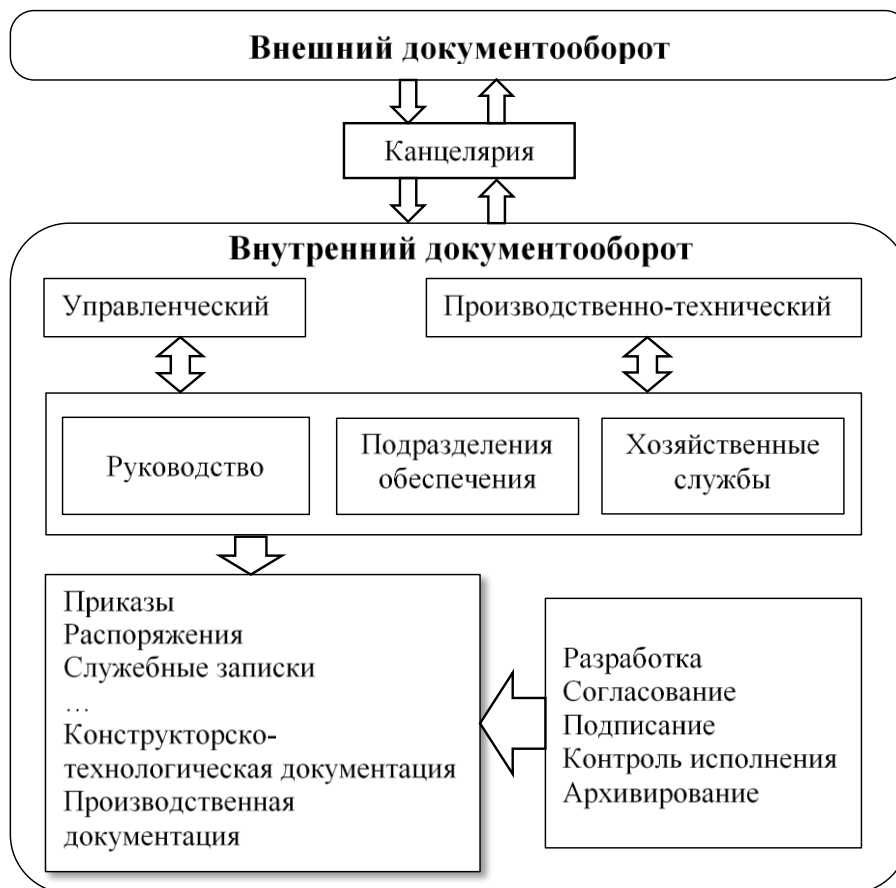 Внешний документооборот
Канцелярия
Внутренний документооборот
Управленческий
Производственно-технический
Руководство
Подразделения
обеспечения
Хозяйственные
службы
Приказы
Распоряжения
Служебные записки
…
Конструкторско-
технологическая документация
Производственная
документация
Разработка
Согласование
Подписание
Контроль исполнения
Архивирование